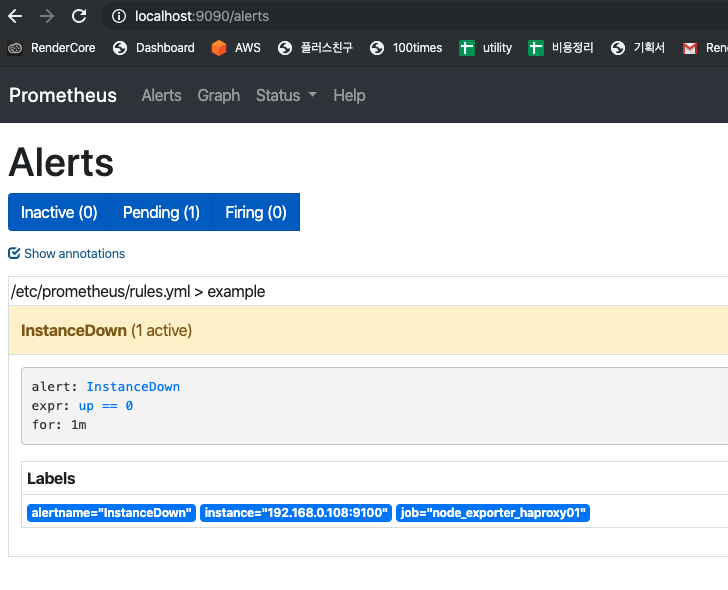 localhost:9090/alerts
RenderCore Dashboard AWS 플러스친구 100times utility 비용정리 기획서 Ren
Prometheus Alerts Graph Status Help
Alerts
Inactive (0) Pending (1) Firing (0)
Show annotations
/etc/prometheus/rules.yml > example
InstanceDown (1 active)
alert: InstanceDown
expr: up == 0
for: 1m
Labels
alertname="InstanceDown" instance="192.168.0.108:9100" job="node_exporter_haproxy01"